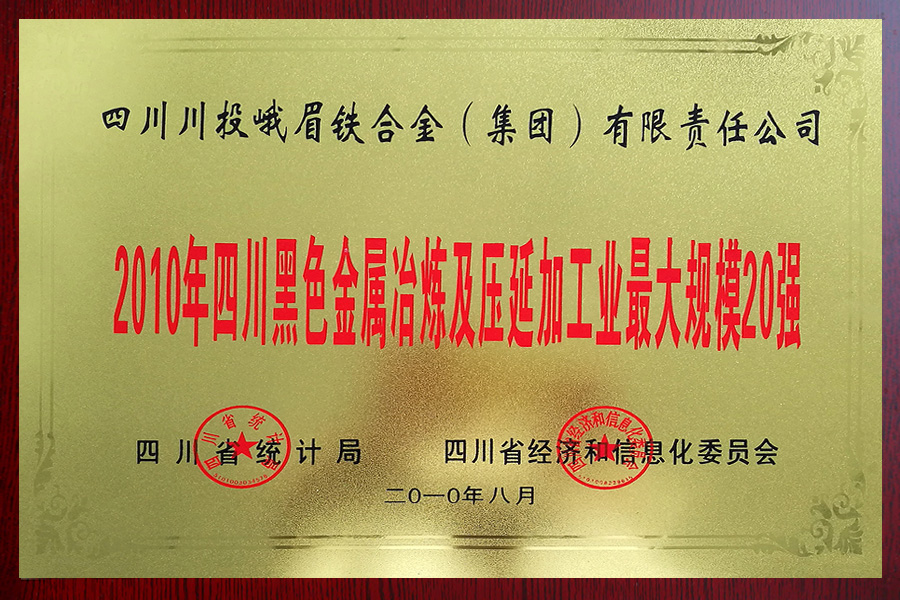 四川川投峨眉铁合金（集团）有限责任公司
2010年四川黑色金属冶炼及压延加工业最大规模20强
四川省统计局 四川省经济和信息化委员会
二〇一〇年八月